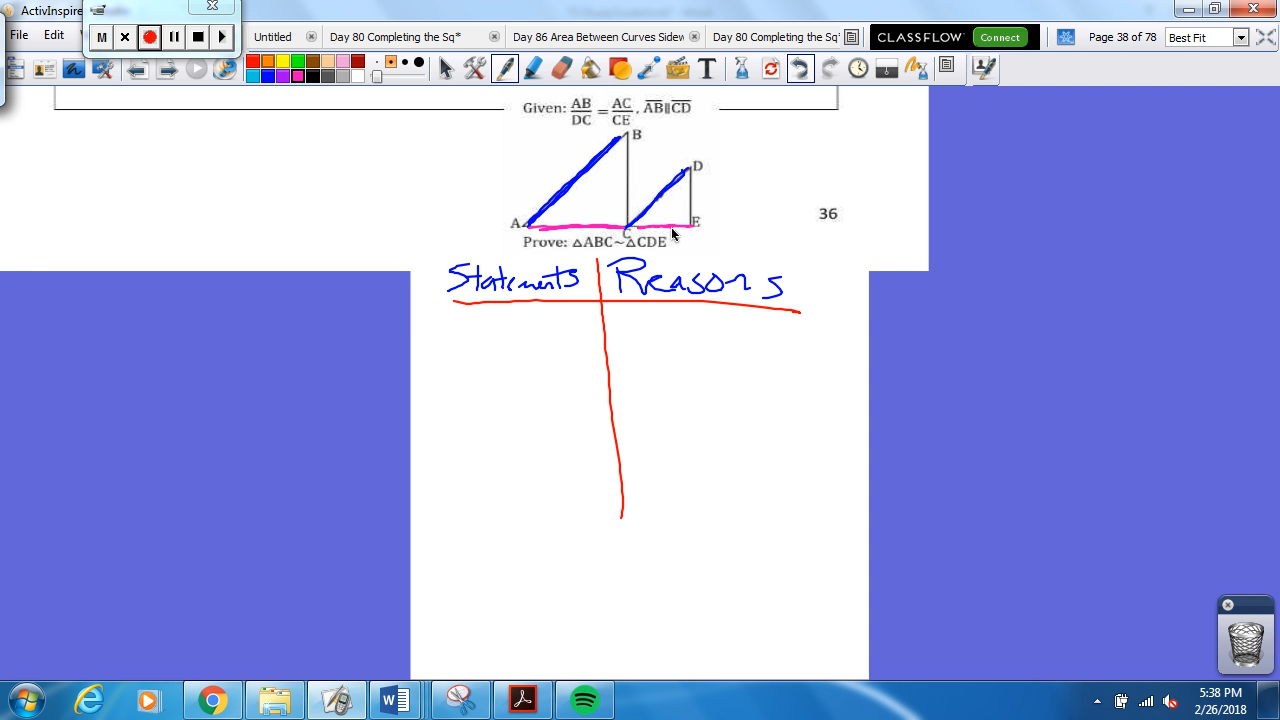 ActivInspire
File Edit
M
Untitled
Day 80 Completing the Sq*
Day 86 Area Between Curves Sidew
Day 80 Completing the Sq
CLASSFLOW
Connect
Page 38 of 78
Best Fit
T
Given: AB/DC = AC/CE, AB∥CD
B
D
A
E
C
36
Prove: △ABC~△CDE
Statements Reasons
5:38 PM
2/26/2018